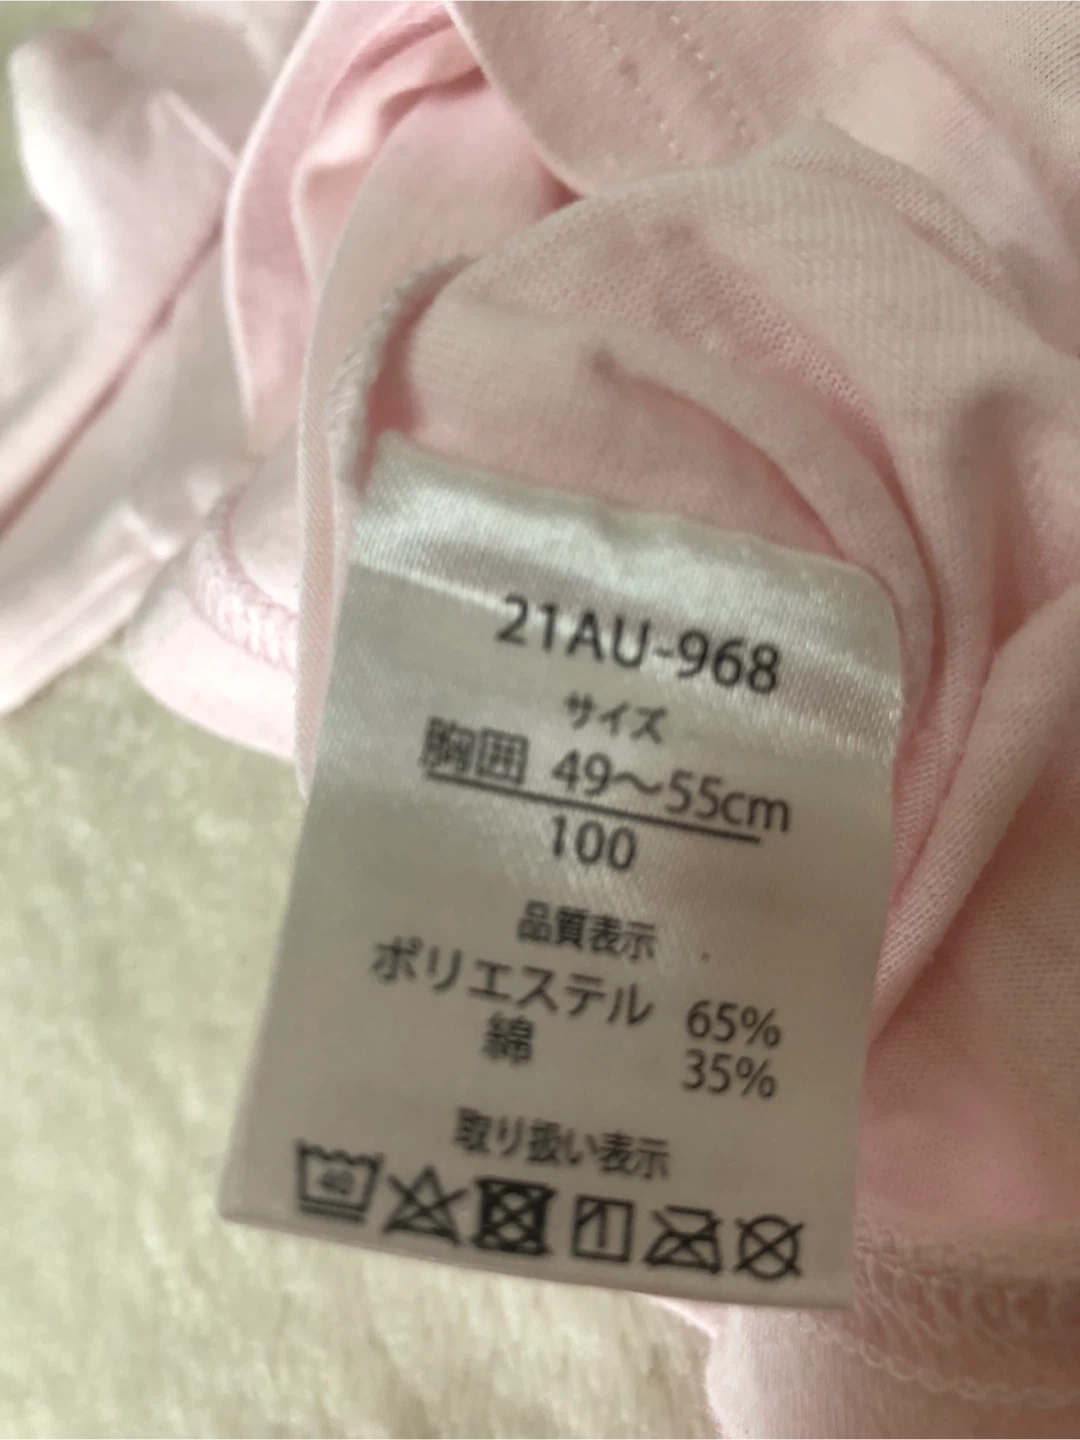 21AU-968
サイズ
胸囲 49～55cm
100
品質表示
ポリエステル 65%
綿 35%
取り扱い表示
40